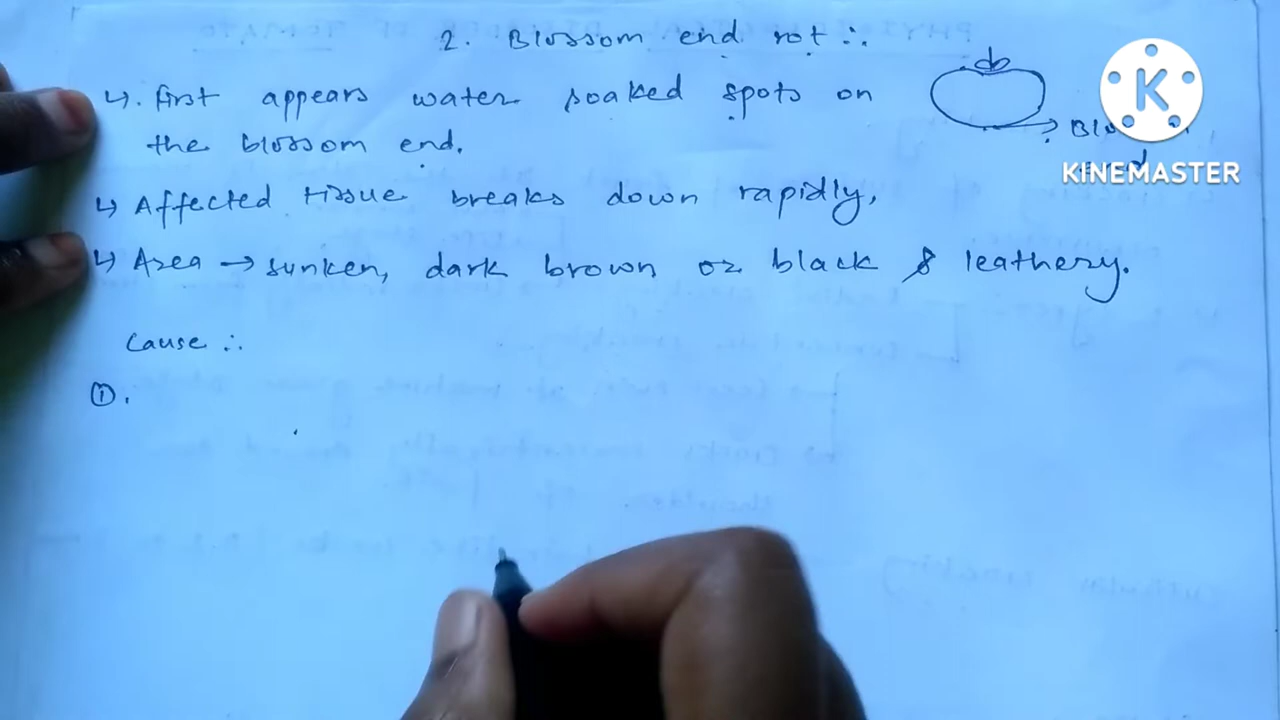 2. Blossom end rot ∴
↳. First appears water soaked spots on
the blossom end.
end
↳ Affected tissue breaks down rapidly,
↳ Area → sunken, dark brown or black & leathery.
Cause ∴
①.
K
KINEMASTER